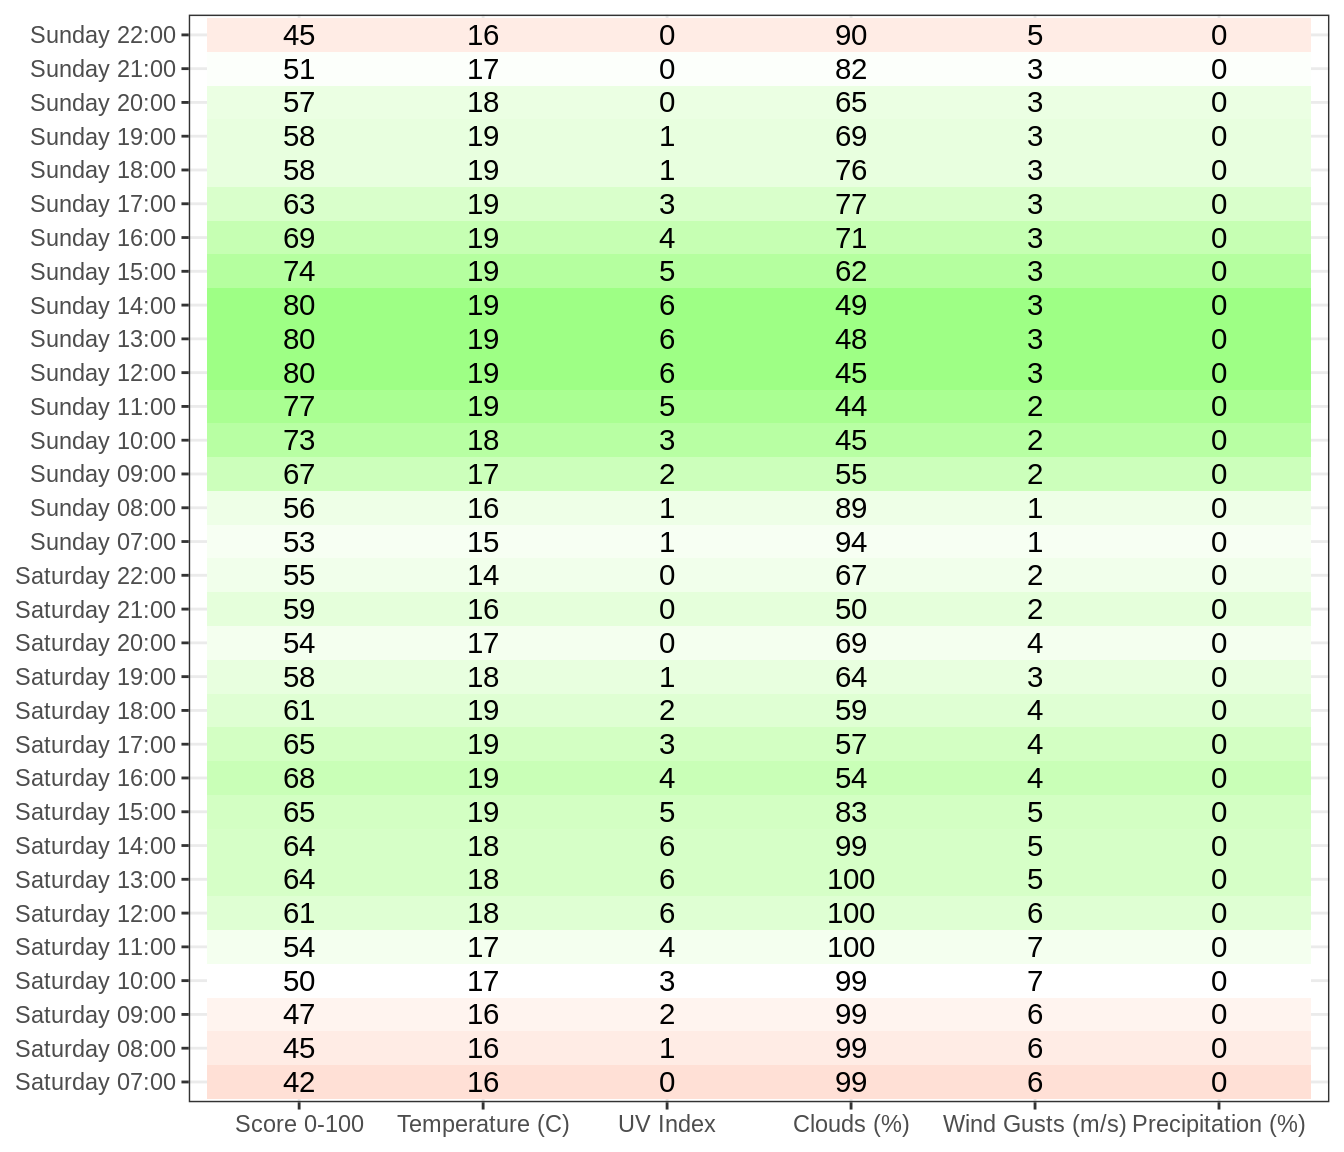 Sunday 22:00 45 16 0 90 5 0
Sunday 21:00 51 17 0 82 3 0
Sunday 20:00 57 18 0 65 3 0
Sunday 19:00 58 19 1 69 3 0
Sunday 18:00 58 19 1 76 3 0
Sunday 17:00 63 19 3 77 3 0
Sunday 16:00 69 19 4 71 3 0
Sunday 15:00 74 19 5 62 3 0
Sunday 14:00 80 19 6 49 3 0
Sunday 13:00 80 19 6 48 3 0
Sunday 12:00 80 19 6 45 3 0
Sunday 11:00 77 19 5 44 2 0
Sunday 10:00 73 18 3 45 2 0
Sunday 09:00 67 17 2 55 2 0
Sunday 08:00 56 16 1 89 1 0
Sunday 07:00 53 15 1 94 1 0
Saturday 22:00 55 14 0 67 2 0
Saturday 21:00 59 16 0 50 2 0
Saturday 20:00 54 17 0 69 4 0
Saturday 19:00 58 18 1 64 3 0
Saturday 18:00 61 19 2 59 4 0
Saturday 17:00 65 19 3 57 4 0
Saturday 16:00 68 19 4 54 4 0
Saturday 15:00 65 19 5 83 5 0
Saturday 14:00 64 18 6 99 5 0
Saturday 13:00 64 18 6 100 5 0
Saturday 12:00 61 18 6 100 6 0
Saturday 11:00 54 17 4 100 7 0
Saturday 10:00 50 17 3 99 7 0
Saturday 09:00 47 16 2 99 6 0
Saturday 08:00 45 16 1 99 6 0
Saturday 07:00 42 16 0 99 6 0
Score 0-100 Temperature (C) UV Index Clouds (%) Wind Gusts (m/s) Precipitation (%)